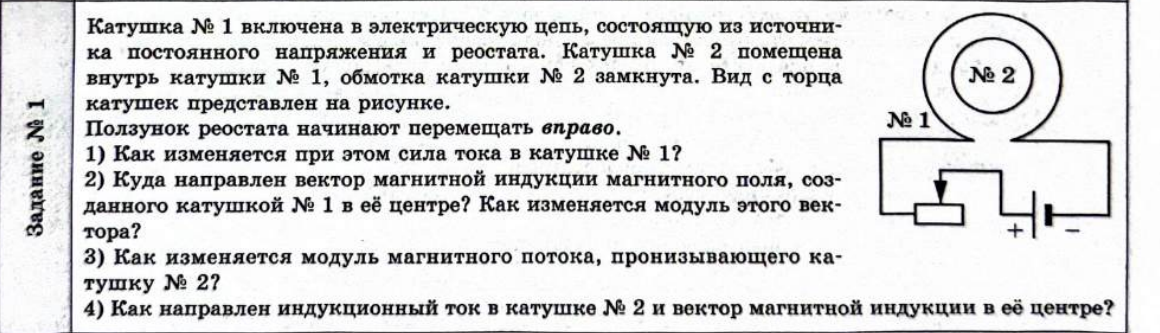 Задание № 1
Катушка № 1 включена в электрическую цепь, состоящую из источни-
ка постоянного напряжения и реостата. Катушка № 2 помещена
внутрь катушки № 1, обмотка катушки № 2 замкнута. Вид с торца
катушек представлен на рисунке.
Ползунок реостата начинают перемещать вправо.
1) Как изменяется при этом сила тока в катушке № 1?
2) Куда направлен вектор магнитной индукции магнитного поля, соз-
данного катушкой № 1 в её центре? Как изменяется модуль этого век-
тора?
3) Как изменяется модуль магнитного потока, пронизывающего ка-
тушку № 2?
4) Как направлен индукционный ток в катушке № 2 и вектор магнитной индукции в её центре?
№ 2
№ 1
+ −